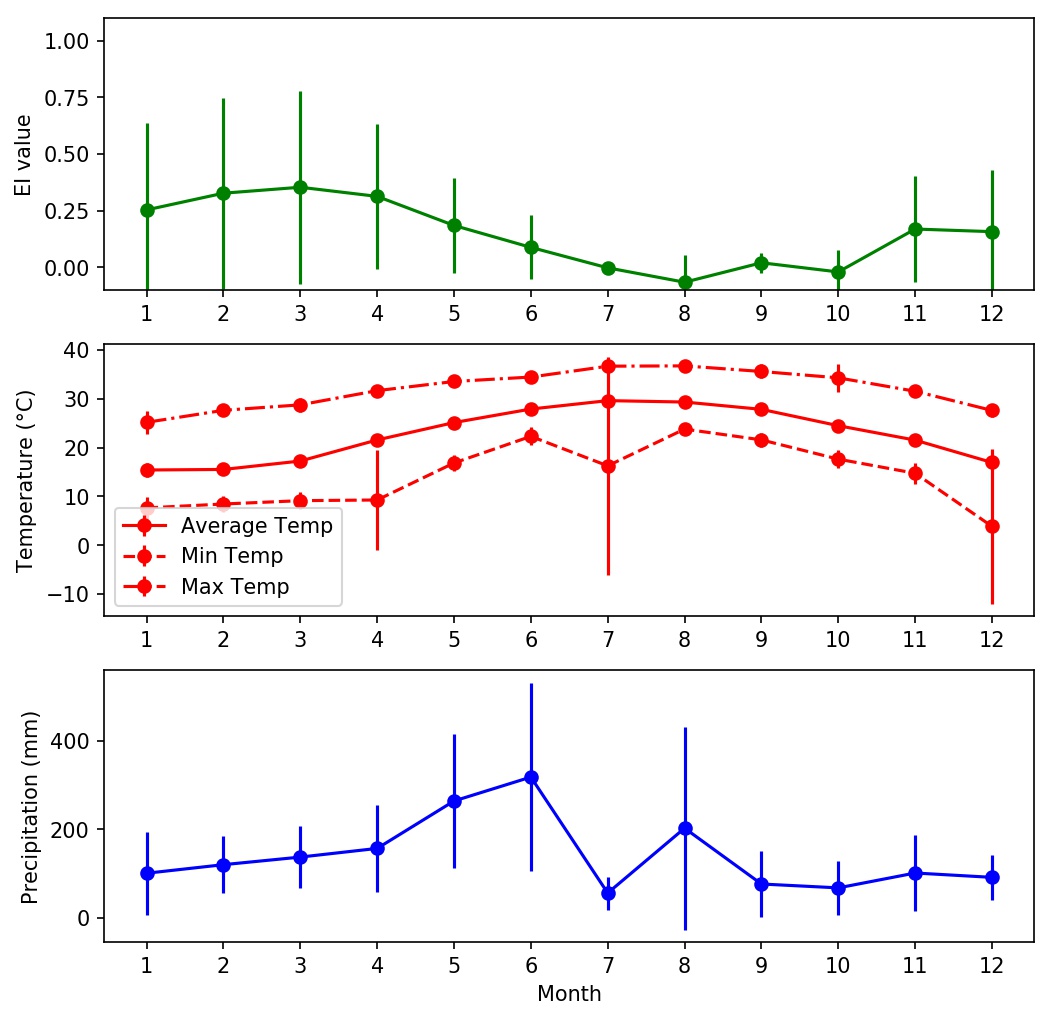 1.00
0.75
0.50
0.25
0.00
EI value
1 2 3 4 5 6 7 8 9 10 11 12
40
30
20
10
0
−10
Temperature (°C)
Average Temp
Min Temp
Max Temp
1 2 3 4 5 6 7 8 9 10 11 12
400
200
0
Precipitation (mm)
1 2 3 4 5 6 7 8 9 10 11 12
Month